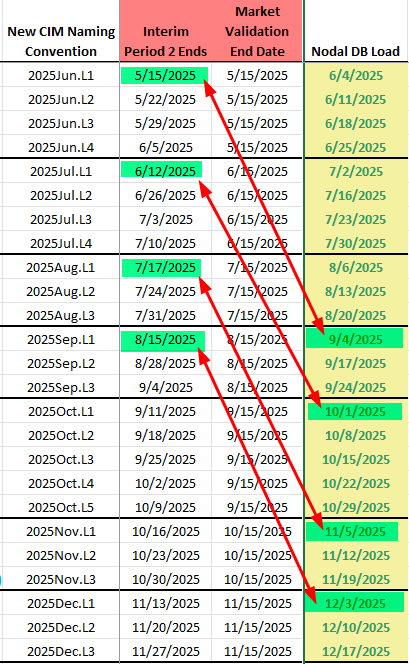 New CIM Naming Convention | Interim Period 2 Ends | Market Validation End Date | Nodal DB Load
2025Jun.L1 5/15/2025 5/15/2025 6/4/2025
2025Jun.L2 5/22/2025 5/15/2025 6/11/2025
2025Jun.L3 5/29/2025 5/15/2025 6/18/2025
2025Jun.L4 6/5/2025 5/15/2025 6/25/2025
2025Jul.L1 6/12/2025 6/15/2025 7/2/2025
2025Jul.L2 6/26/2025 6/15/2025 7/16/2025
2025Jul.L3 7/3/2025 6/15/2025 7/23/2025
2025Jul.L4 7/10/2025 6/15/2025 7/30/2025
2025Aug.L1 7/17/2025 7/15/2025 8/6/2025
2025Aug.L2 7/24/2025 7/15/2025 8/13/2025
2025Aug.L3 7/31/2025 7/15/2025 8/20/2025
2025Sep.L1 8/15/2025 8/15/2025 9/4/2025
2025Sep.L2 8/28/2025 8/15/2025 9/17/2025
2025Sep.L3 9/4/2025 8/15/2025 9/24/2025
2025Oct.L1 9/11/2025 9/15/2025 10/1/2025
2025Oct.L2 9/18/2025 9/15/2025 10/8/2025
2025Oct.L3 9/25/2025 9/15/2025 10/15/2025
2025Oct.L4 10/2/2025 9/15/2025 10/22/2025
2025Oct.L5 10/9/2025 9/15/2025 10/29/2025
2025Nov.L1 10/16/2025 10/15/2025 11/5/2025
2025Nov.L2 10/23/2025 10/15/2025 11/12/2025
2025Nov.L3 10/30/2025 10/15/2025 11/19/2025
2025Dec.L1 11/13/2025 11/15/2025 12/3/2025
2025Dec.L2 11/20/2025 11/15/2025 12/10/2025
2025Dec.L3 11/27/2025 11/15/2025 12/17/2025